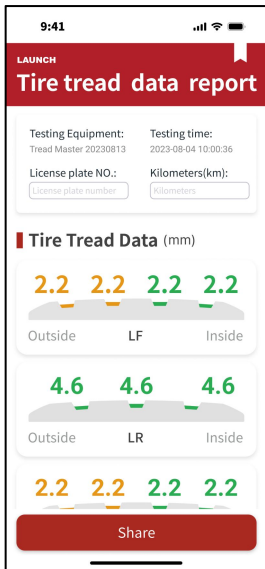 9:41
LAUNCH
Tire tread data report
Testing Equipment:
Tread Master 20230813
Testing time:
2023-08-04 10:00:36
License plate NO.:
License plate number
Kilometers(km):
Kilometers
Tire Tread Data (mm)
2.2 2.2 2.2 2.2
Outside LF Inside
4.6 4.6 4.6
Outside LR Inside
2.2 2.2 2.2 2.2
Share